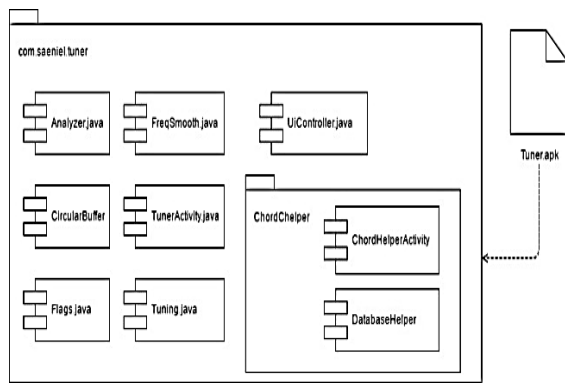 com.saeniel.tuner
Analyzer.java
FreqSmooth.java
UiController.java
Tuner.apk
CircularBuffer
TunerActivity.java
ChordChelper
ChordHelperActivity
Flags.java
Tuning.java
DatabaseHelper